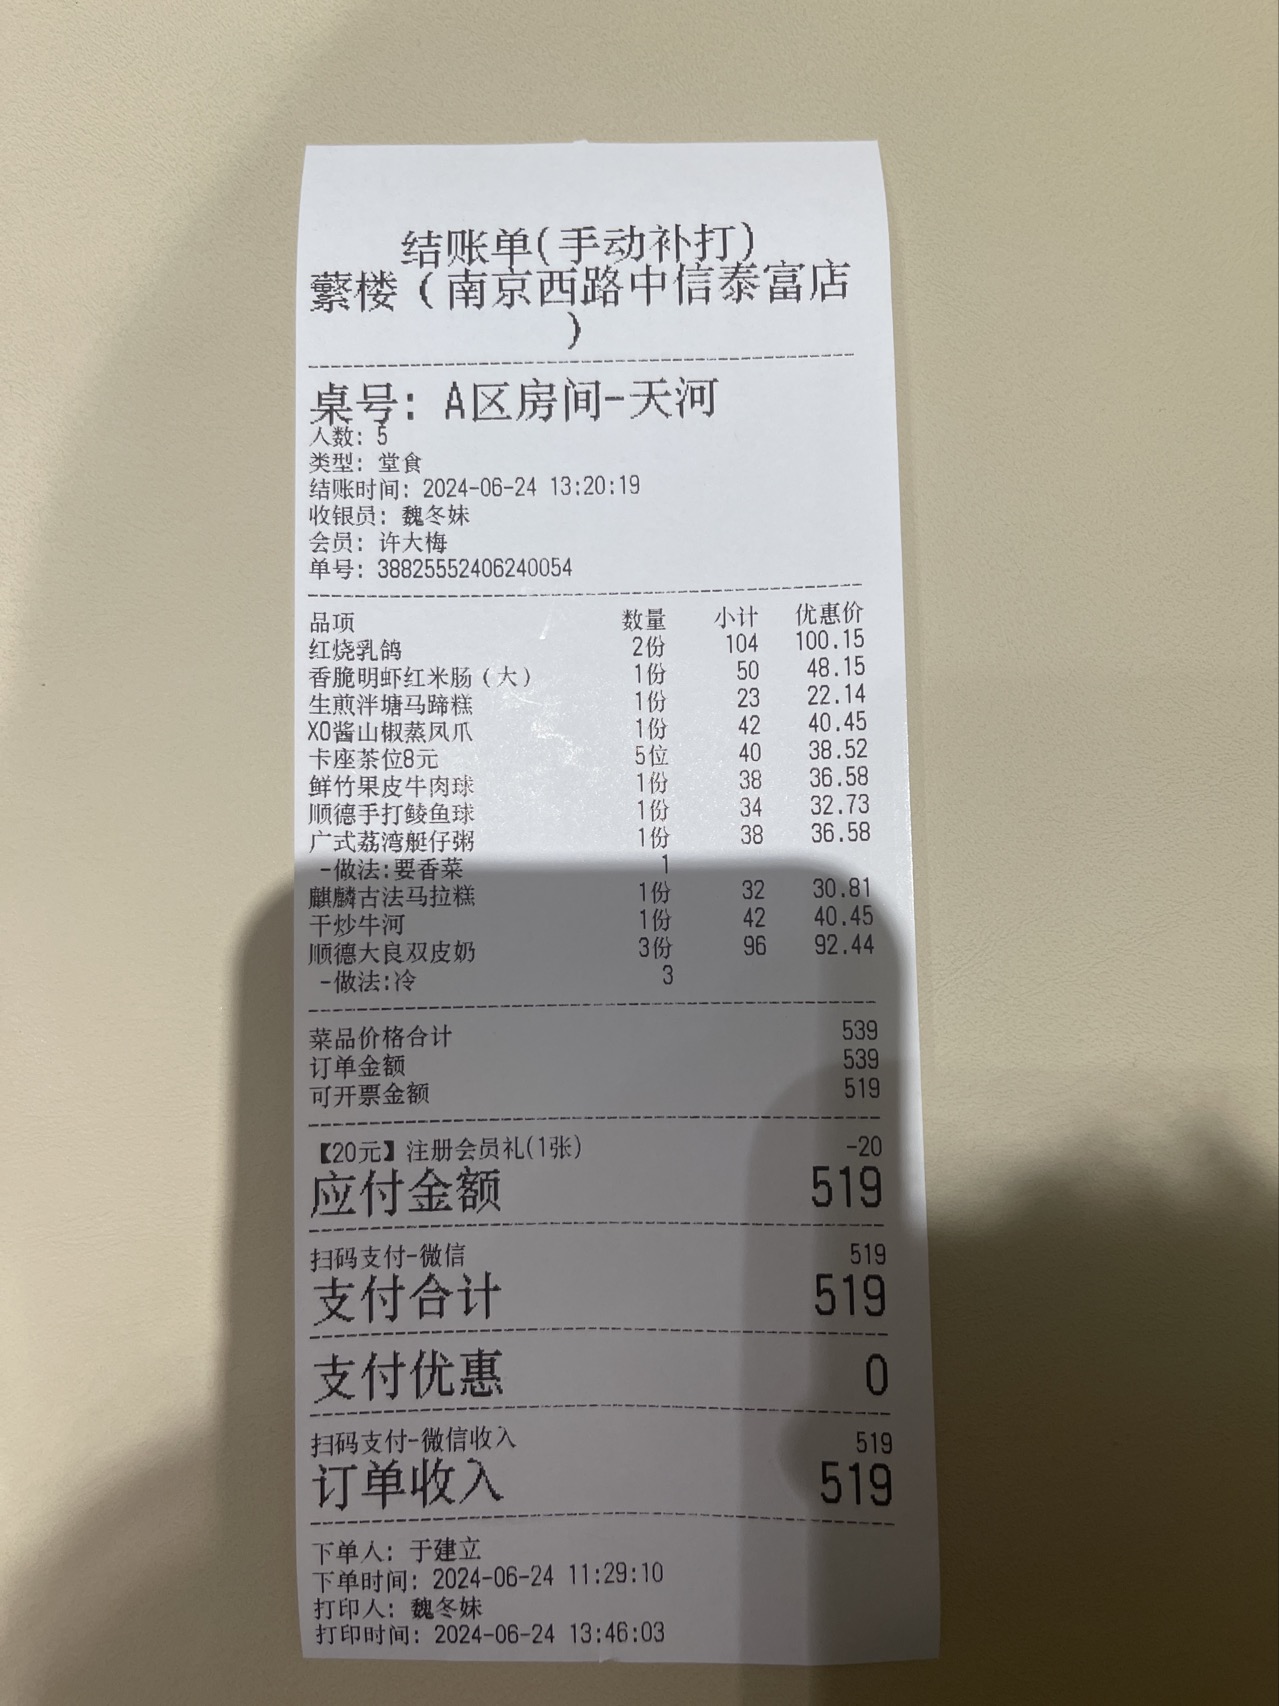 结账单(手动补打)
蘩楼（南京西路中信泰富店
）
桌号: A区房间-天河
人数: 5
类型: 堂食
结账时间: 2024-06-24 13:20:19
收银员: 魏冬妹
会员: 许大梅
单号: 38825552406240054
品项 数量 小计 优惠价
红烧乳鸽 2份 104 100.15
香脆明虾红米肠（大） 1份 50 48.15
生煎泮塘马蹄糕 1份 23 22.14
XO酱山椒蒸凤爪 1份 42 40.45
卡座茶位8元 5位 40 38.52
鲜竹果皮牛肉球 1份 38 36.58
顺德手打鲮鱼球 1份 34 32.73
广式荔湾艇仔粥 1份 38 36.58
-做法:要香菜 1
麒麟古法马拉糕 1份 32 30.81
干炒牛河 1份 42 40.45
顺德大良双皮奶 3份 96 92.44
-做法:冷 3
菜品价格合计 539
订单金额 539
可开票金额 519
【20元】注册会员礼(1张) -20
应付金额 519
扫码支付-微信 519
支付合计 519
支付优惠 0
扫码支付-微信收入 519
订单收入 519
下单人: 于建立
下单时间: 2024-06-24 11:29:10
打印人: 魏冬妹
打印时间: 2024-06-24 13:46:03